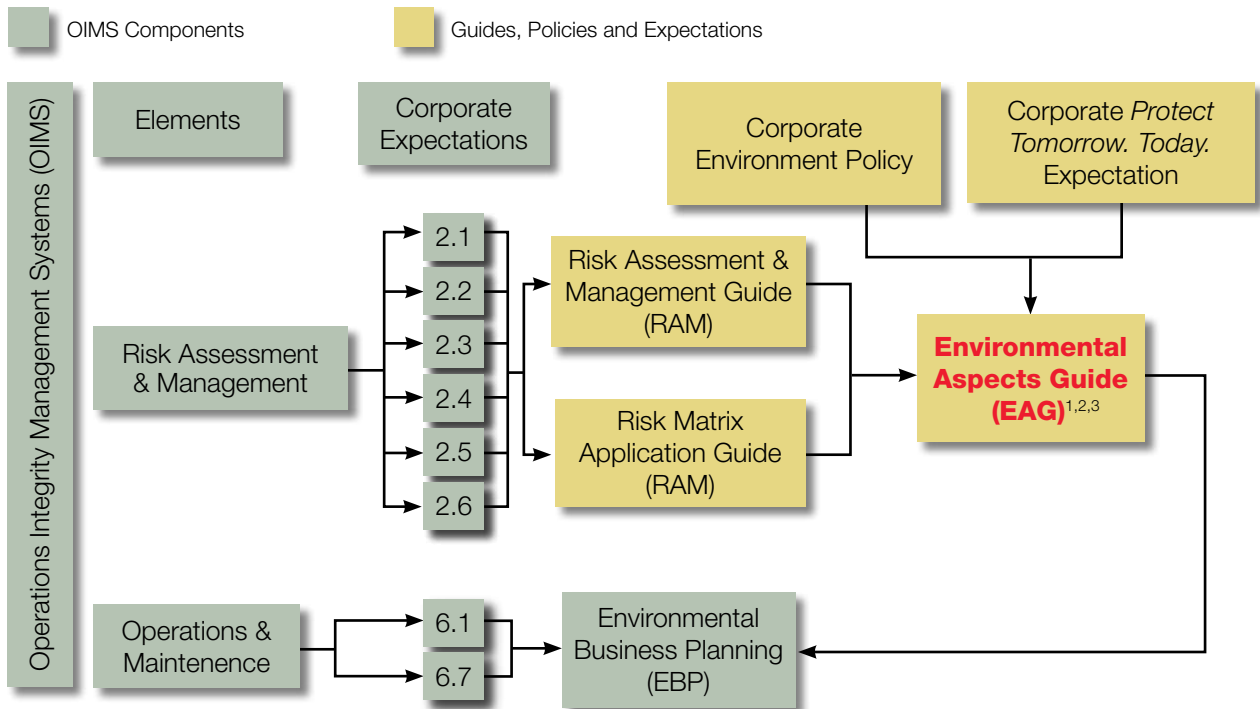 OIMS Components
Guides, Policies and Expectations
Operations Integrity Management Systems (OIMS)
Elements
Corporate
Expectations
Corporate
Environment Policy
Corporate Protect
Tomorrow. Today.
Expectation
Risk Assessment
& Management
2.1
2.2
2.3
2.4
2.5
2.6
Risk Assessment &
Management Guide
(RAM)
Risk Matrix
Application Guide
(RAM)
Environmental
Aspects Guide
(EAG)1,2,3
Operations &
Maintenence
6.1
6.7
Environmental
Business Planning
(EBP)